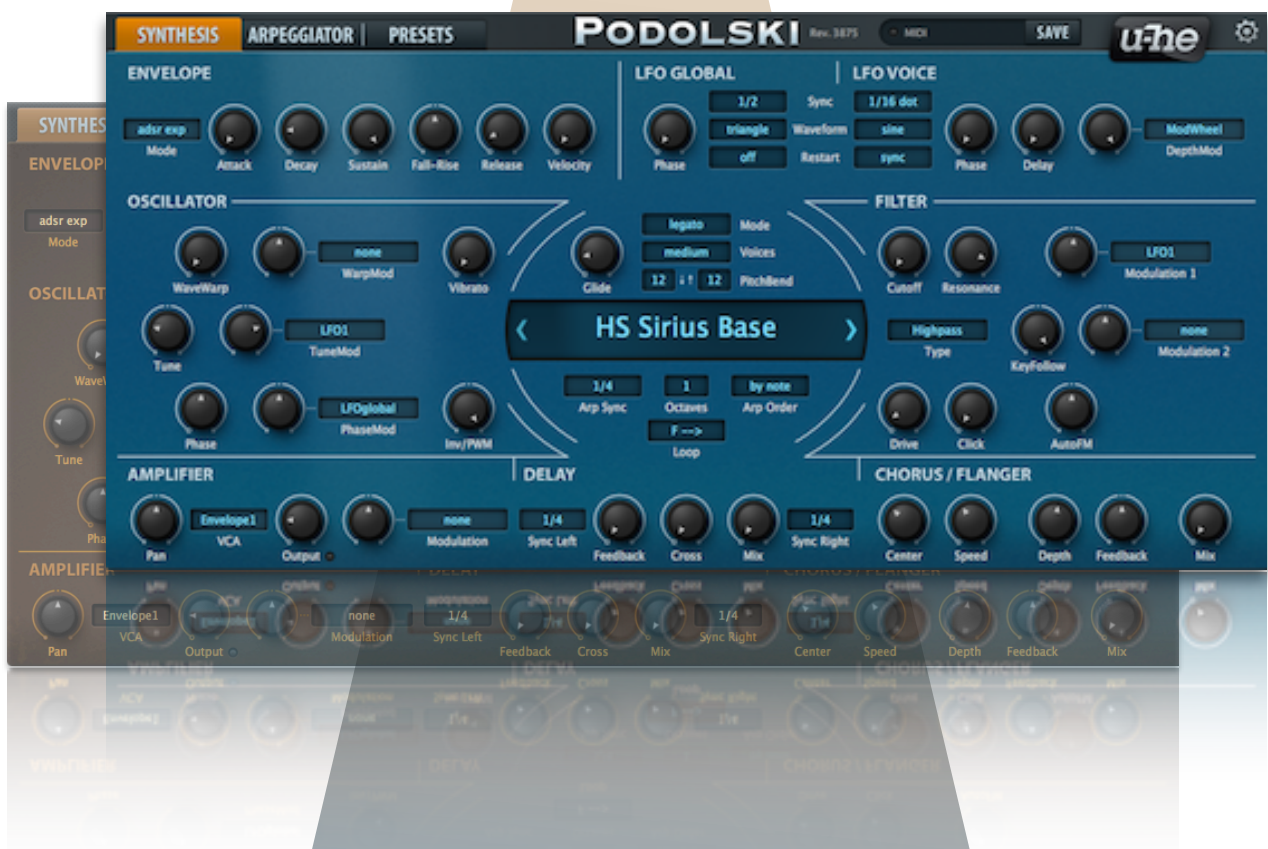 SYNTHESIS ARPEGGIATOR PRESETS PODOLSKI Rev. 3875 MIDI SAVE u-he
ENVELOPE LFO GLOBAL LFO VOICE
adsr exp Mode Attack Decay Sustain Fall-Rise Release Velocity
1/2 Sync 1/16 dot
triangle Waveform sine
off Restart sync
Phase Phase Delay ModWheel DepthMod
OSCILLATOR FILTER
WaveWarp none WarpMod Vibrato
Glide legato Mode
medium Voices
12 ↓↑ 12 PitchBend
Cutoff Resonance LFO1 Modulation 1
Tune LFO1 TuneMod
HS Sirius Base
Highpass Type KeyFollow none Modulation 2
Phase LFOglobal PhaseMod Inv/PWM
1/4 1 by note
Arp Sync Octaves Arp Order
F -->
Loop
Drive Click AutoFM
AMPLIFIER DELAY CHORUS / FLANGER
Pan Envelope1 VCA Output none Modulation 1/4 Sync Left Feedback Cross Mix 1/4 Sync Right Center Speed Depth Feedback Mix
SYNTHES
ENVELOP
adsr exp
Mode
OSCILLAT
WaveW
Tune
Pha
AMPLIFIER
Envelope1 none 1/4 1/4
Pan VCA Output Modulation Sync Left Feedback Cross Mix Sync Right Center Speed Depth Feedback Mix